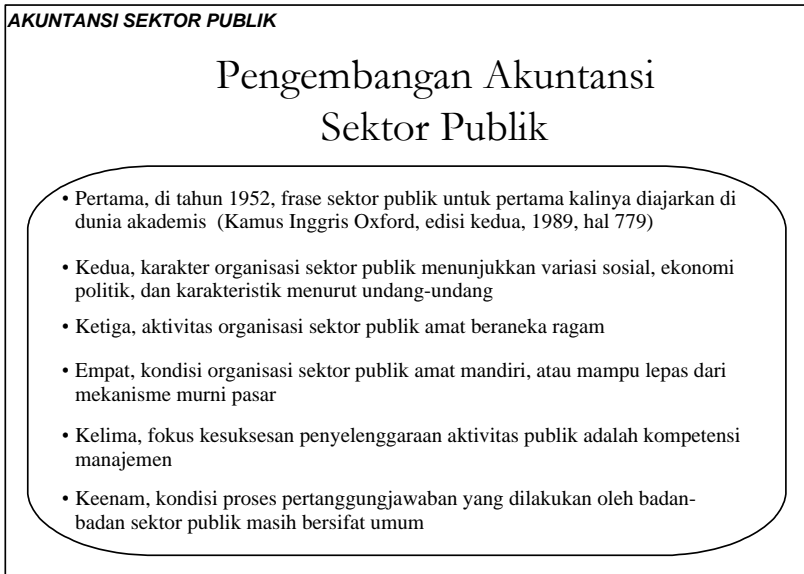 AKUNTANSI SEKTOR PUBLIK
Pengembangan Akuntansi
Sektor Publik
• Pertama, di tahun 1952, frase sektor publik untuk pertama kalinya diajarkan di
dunia akademis (Kamus Inggris Oxford, edisi kedua, 1989, hal 779)
• Kedua, karakter organisasi sektor publik menunjukkan variasi sosial, ekonomi
politik, dan karakteristik menurut undang-undang
• Ketiga, aktivitas organisasi sektor publik amat beraneka ragam
• Empat, kondisi organisasi sektor publik amat mandiri, atau mampu lepas dari
mekanisme murni pasar
• Kelima, fokus kesuksesan penyelenggaraan aktivitas publik adalah kompetensi
manajemen
• Keenam, kondisi proses pertanggungjawaban yang dilakukan oleh badan-
badan sektor publik masih bersifat umum